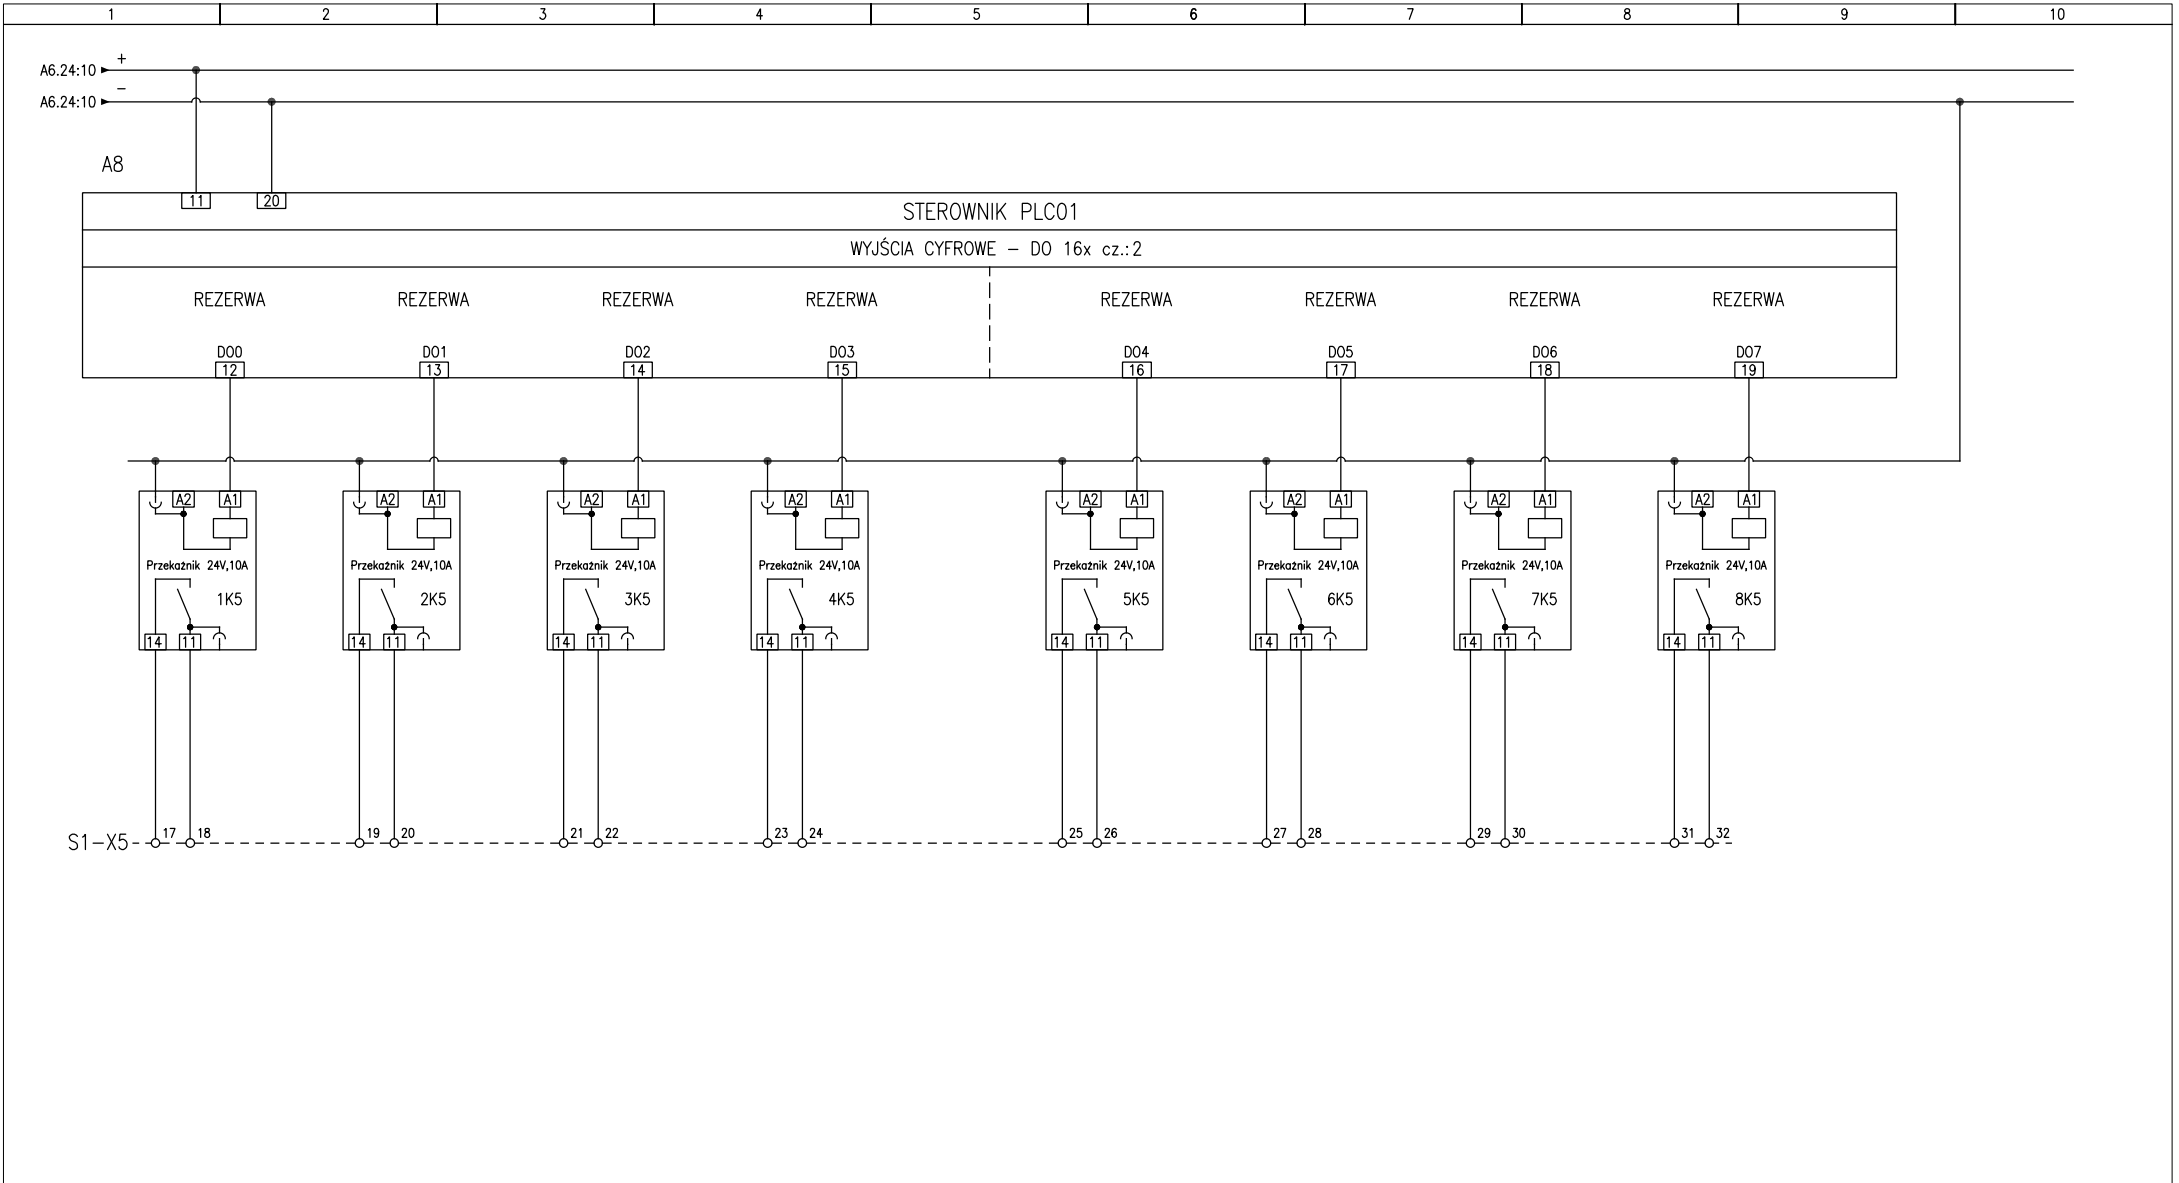 1 2 3 4 5 6 7 8 9 10
+
A6.24:10
−
A6.24:10
A8
11 20
STEROWNIK PLC01
WYJŚCIA CYFROWE − DO 16x cz.:2
REZERWA REZERWA REZERWA REZERWA REZERWA REZERWA REZERWA REZERWA
DO0 DO1 DO2 DO3 DO4 DO5 DO6 DO7
12 13 14 15 16 17 18 19
A2 A1 A2 A1 A2 A1 A2 A1 A2 A1 A2 A1 A2 A1 A2 A1
Przekaźnik 24V,10A Przekaźnik 24V,10A Przekaźnik 24V,10A Przekaźnik 24V,10A Przekaźnik 24V,10A Przekaźnik 24V,10A Przekaźnik 24V,10A Przekaźnik 24V,10A
1K5 2K5 3K5 4K5 5K5 6K5 7K5 8K5
14 11 14 11 14 11 14 11 14 11 14 11 14 11 14 11
17 18 19 20 21 22 23 24 25 26 27 28 29 30 31 32
S1−X5